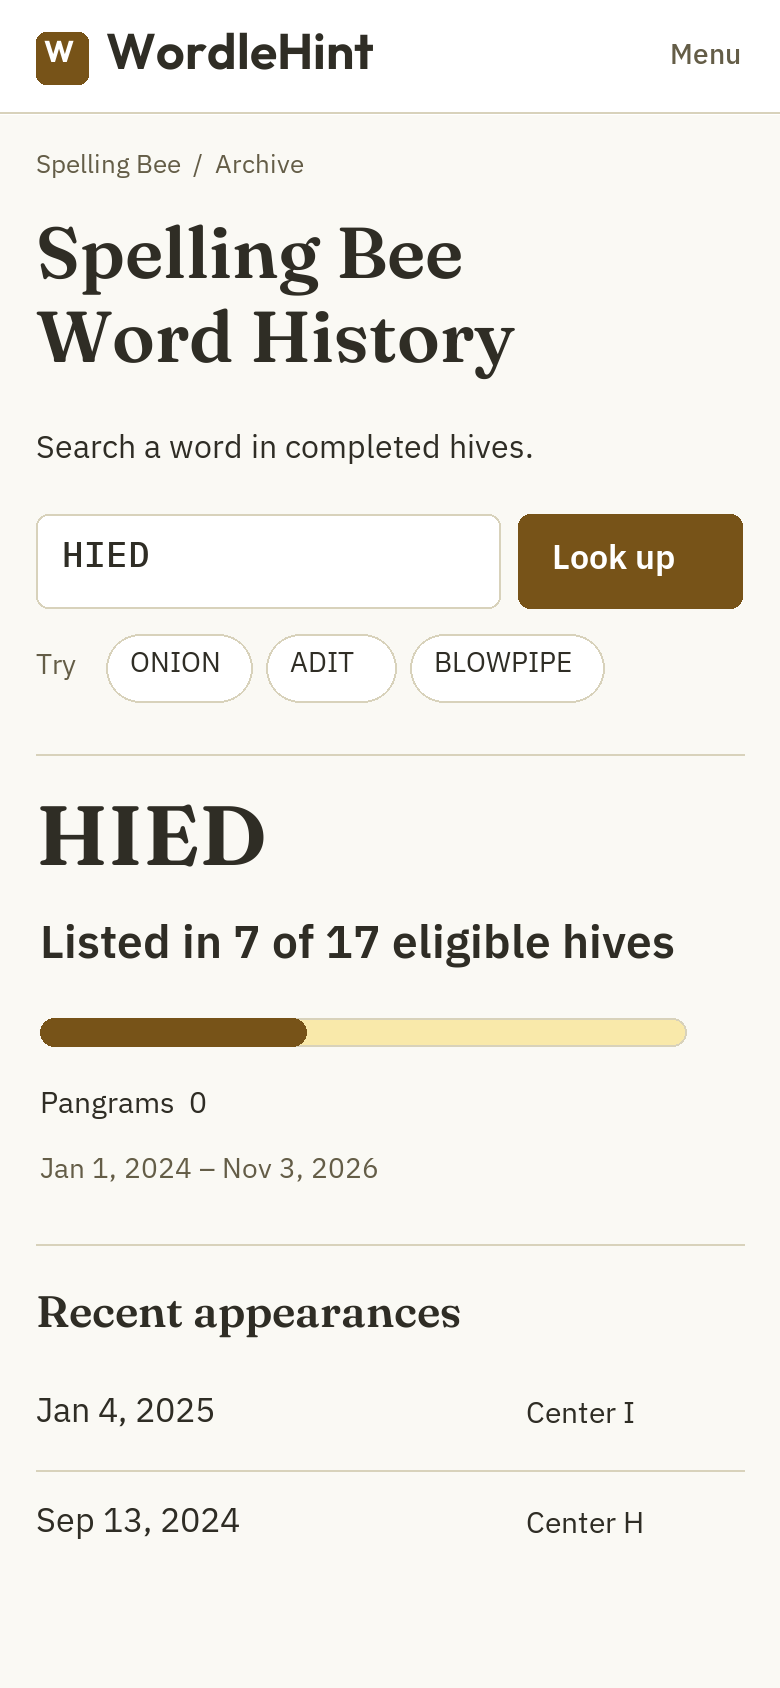 W WordleHint Menu
Spelling Bee / Archive
Spelling Bee
Word History
Search a word in completed hives.
HIED Look up
Try ONION ADIT BLOWPIPE
HIED
Listed in 7 of 17 eligible hives
Pangrams 0
Jan 1, 2024 – Nov 3, 2026
Recent appearances
Jan 4, 2025 Center I
Sep 13, 2024 Center H